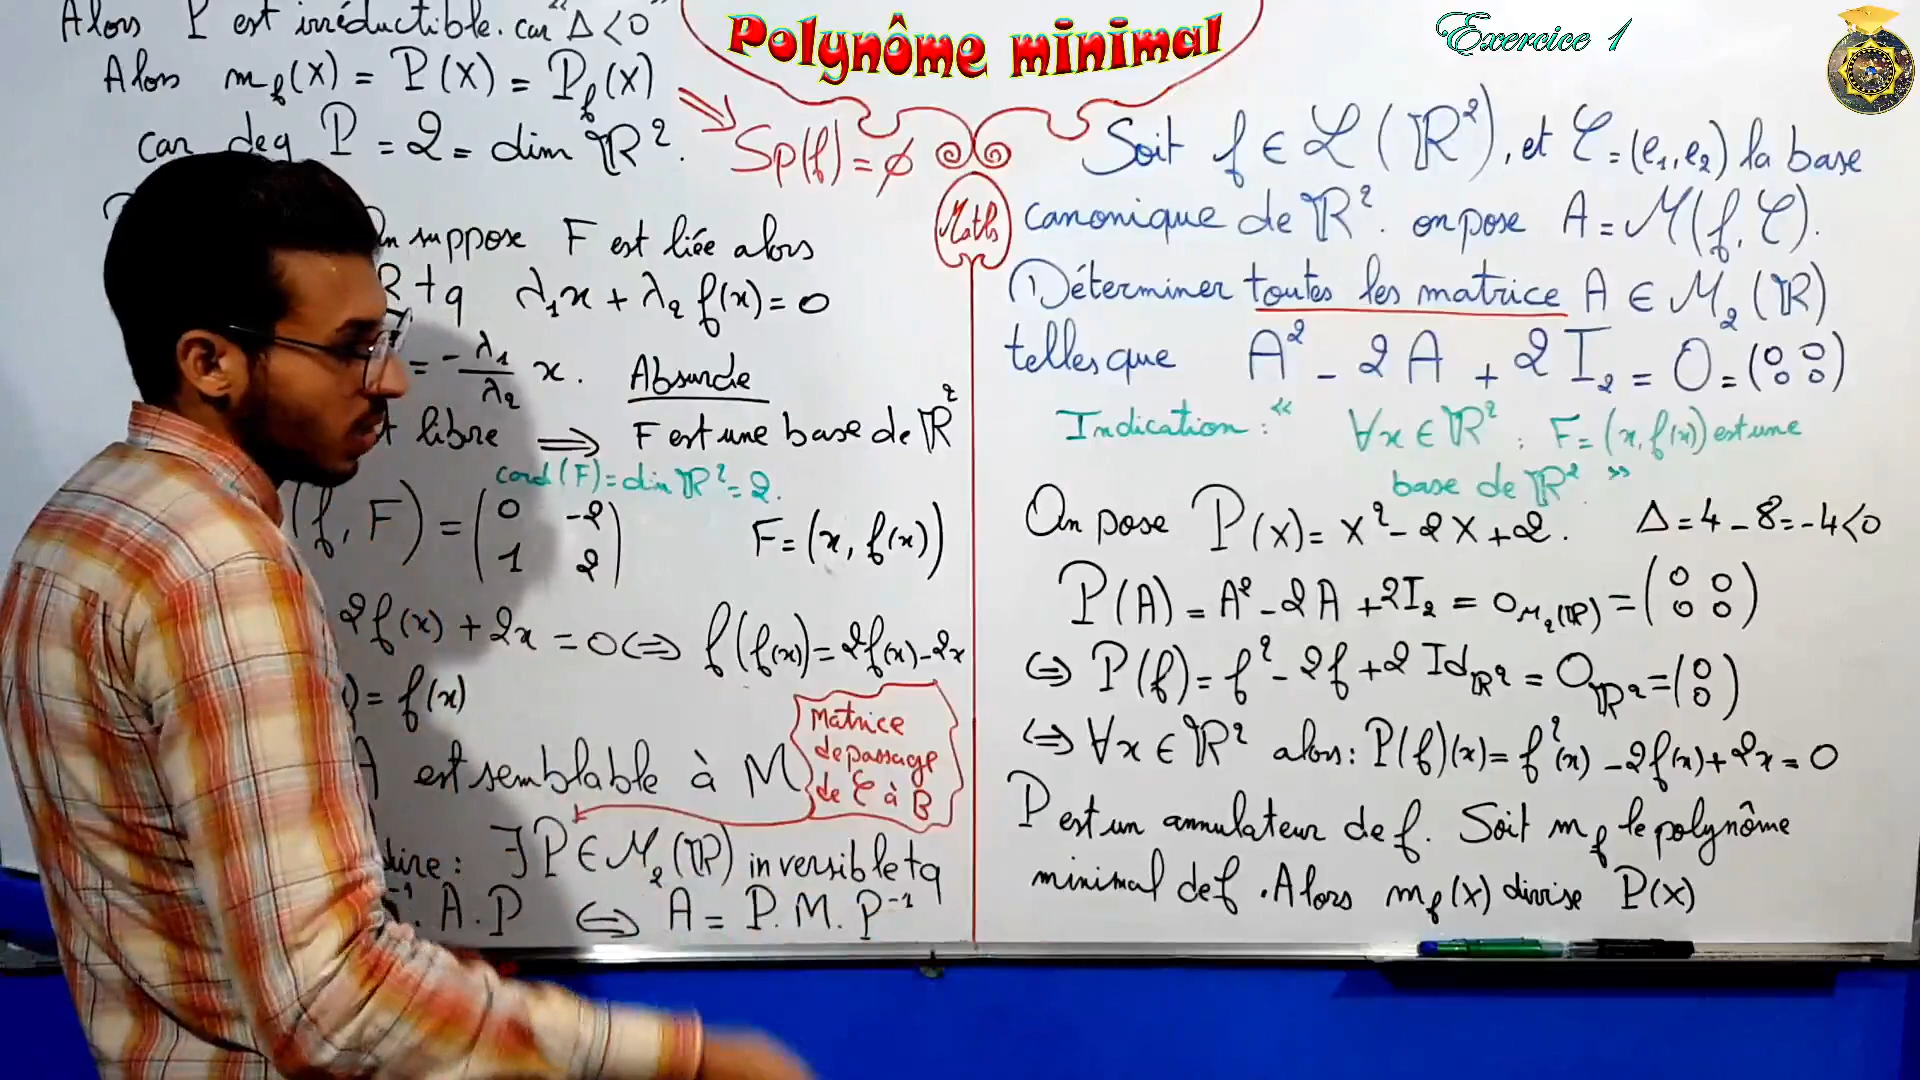 Polynôme minimal
Exercice 1
Alors P est irréductible. car "Δ<0"
Alors m_f(X) = P(X) = P_f(X)
car deg P = 2 = dim ℝ². ⟹ Sp(f) = ∅
suppose F est liée alors
tq λ₁x + λ₂ f(x) = 0
= -λ₁/λ₂ x. Absurde
libre ⟹ F est une base de ℝ²
card(F) = dim ℝ² = 2.
(f, F) = (0 -2
1 2) F = (x, f(x))
2f(x) + 2x = 0 ⟺ f(f(x)) = 2f(x) - 2x
= f(x)
Matrice
de passage
de C à B
A est semblable à M
dire : ∃ P ∈ M₂(ℝ) inversible tq
⁻¹. A. P ⟺ A = P. M. P⁻¹
Maths
Soit f ∈ L(ℝ²), et C = (e₁, e₂) la base
canonique de ℝ². on pose A = M(f, C).
Déterminer toutes les matrice A ∈ M₂(ℝ)
telles que A² - 2A + 2I₂ = O = (0 0
0 0)
Indication : " ∀x ∈ ℝ² ; F = (x, f(x)) est une
base de ℝ² "
On pose P(X) = X² - 2X + 2. Δ = 4 - 8 = -4 < 0
P(A) = A² - 2A + 2I₂ = 0_M₂(ℝ) = (0 0
0 0)
⟺ P(f) = f² - 2f + 2 Id_ℝ² = O_ℝ² = (0
0)
⟺ ∀x ∈ ℝ² alors : P(f)(x) = f²(x) - 2f(x) + 2x = 0
P est un annulateur de f. Soit m_f le polynôme
minimal de f. Alors m_f(X) divise P(X)